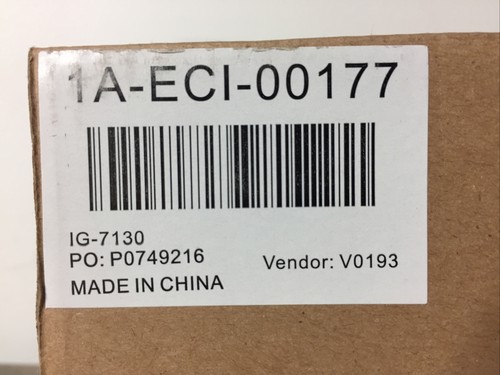 1A-ECI-00177
IG-7130
PO: P0749216
Vendor: V0193
MADE IN CHINA